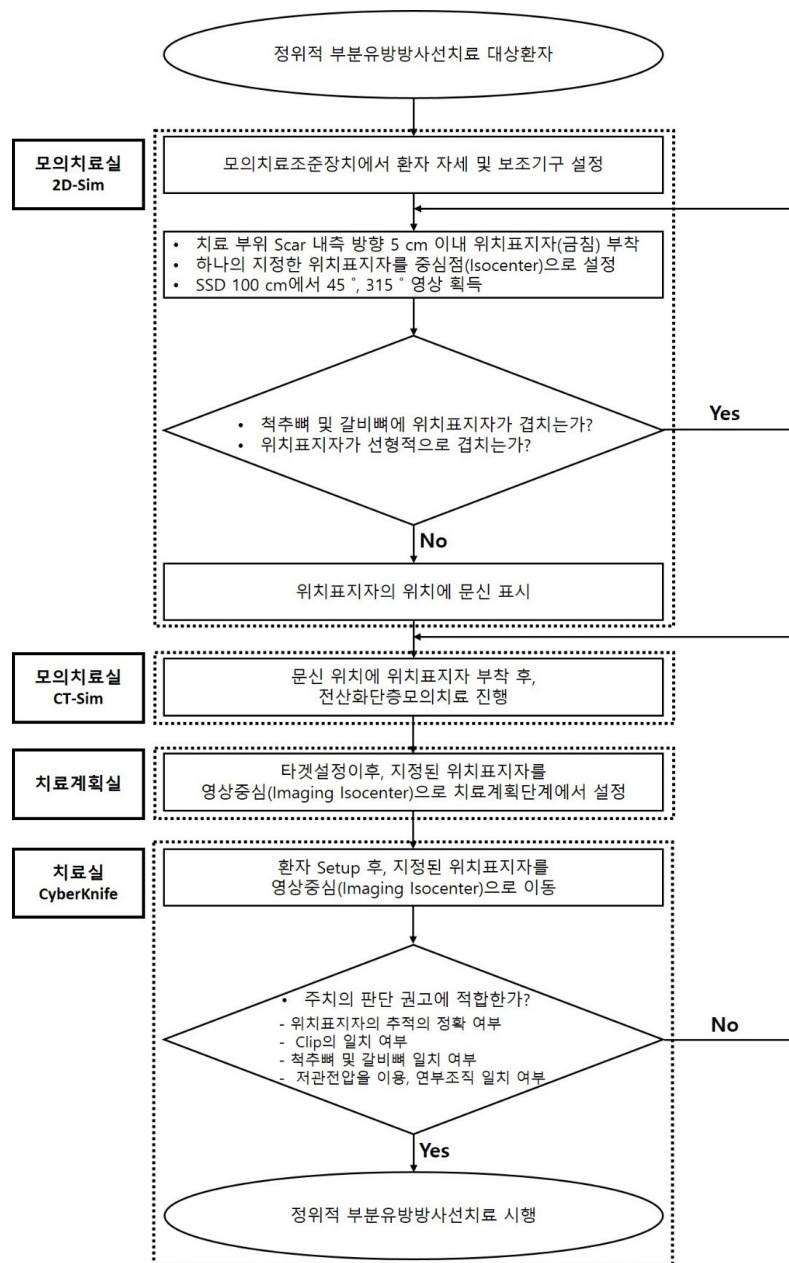 정위적 부분유방방사선치료 대상환자
모의치료실
2D-Sim
모의치료조준장치에서 환자 자세 및 보조기구 설정
• 치료 부위 Scar 내측 방향 5 cm 이내 위치표지자(금침) 부착
• 하나의 지정한 위치표지자를 중심점(Isocenter)으로 설정
• SSD 100 cm에서 45 ˚, 315 ˚ 영상 획득
• 척추뼈 및 갈비뼈에 위치표지자가 겹치는가?
• 위치표지자가 선형적으로 겹치는가?
Yes
No
위치표지자의 위치에 문신 표시
모의치료실
CT-Sim
문신 위치에 위치표지자 부착 후,
전산화단층모의치료 진행
치료계획실
타겟설정이후, 지정된 위치표지자를
영상중심(Imaging Isocenter)으로 치료계획단계에서 설정
치료실
CyberKnife
환자 Setup 후, 지정된 위치표지자를
영상중심(Imaging Isocenter)으로 이동
• 주치의 판단 권고에 적합한가?
- 위치표지자의 추적의 정확 여부
- Clip의 일치 여부
- 척추뼈 및 갈비뼈 일치 여부
- 저관전압을 이용, 연부조직 일치 여부
No
Yes
정위적 부분유방방사선치료 시행